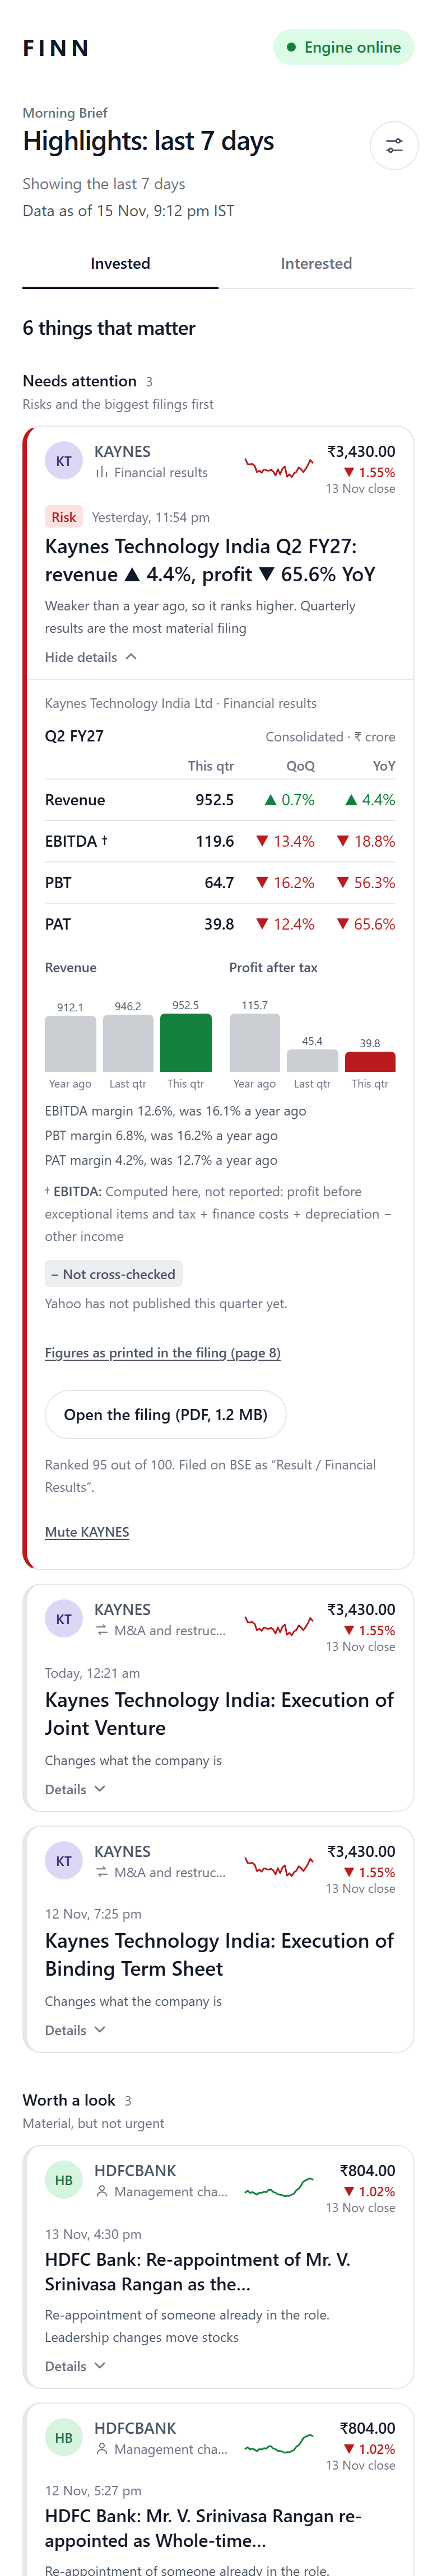 FINN
Engine online
Morning Brief
Highlights: last 7 days
Showing the last 7 days
Data as of 15 Nov, 9:12 pm IST
Invested
Interested
6 things that matter
Needs attention 3
Risks and the biggest filings first
KT
KAYNES
Financial results
₹3,430.00
▼ 1.55%
13 Nov close
Risk Yesterday, 11:54 pm
Kaynes Technology India Q2 FY27:
revenue ▲ 4.4%, profit ▼ 65.6% YoY
Weaker than a year ago, so it ranks higher. Quarterly
results are the most material filing
Hide details
Kaynes Technology India Ltd · Financial results
Q2 FY27 Consolidated · ₹ crore
This qtr QoQ YoY
Revenue 952.5 ▲ 0.7% ▲ 4.4%
EBITDA † 119.6 ▼ 13.4% ▼ 18.8%
PBT 64.7 ▼ 16.2% ▼ 56.3%
PAT 39.8 ▼ 12.4% ▼ 65.6%
Revenue
912.1 946.2 952.5
Year ago Last qtr This qtr
Profit after tax
115.7 45.4 39.8
Year ago Last qtr This qtr
EBITDA margin 12.6%, was 16.1% a year ago
PBT margin 6.8%, was 16.2% a year ago
PAT margin 4.2%, was 12.7% a year ago
† EBITDA: Computed here, not reported: profit before
exceptional items and tax + finance costs + depreciation −
other income
– Not cross-checked
Yahoo has not published this quarter yet.
Figures as printed in the filing (page 8)
Open the filing (PDF, 1.2 MB)
Ranked 95 out of 100. Filed on BSE as “Result / Financial
Results”.
Mute KAYNES
KT
KAYNES
M&A and restruc...
₹3,430.00
▼ 1.55%
13 Nov close
Today, 12:21 am
Kaynes Technology India: Execution of
Joint Venture
Changes what the company is
Details
KT
KAYNES
M&A and restruc...
₹3,430.00
▼ 1.55%
13 Nov close
12 Nov, 7:25 pm
Kaynes Technology India: Execution of
Binding Term Sheet
Changes what the company is
Details
Worth a look 3
Material, but not urgent
HB
HDFCBANK
Management cha...
₹804.00
▼ 1.02%
13 Nov close
13 Nov, 4:30 pm
HDFC Bank: Re-appointment of Mr. V.
Srinivasa Rangan as the...
Re-appointment of someone already in the role.
Leadership changes move stocks
Details
HB
HDFCBANK
Management cha...
₹804.00
▼ 1.02%
13 Nov close
12 Nov, 5:27 pm
HDFC Bank: Mr. V. Srinivasa Rangan re-
appointed as Whole-time...
Re-appointment of someone already in the role.